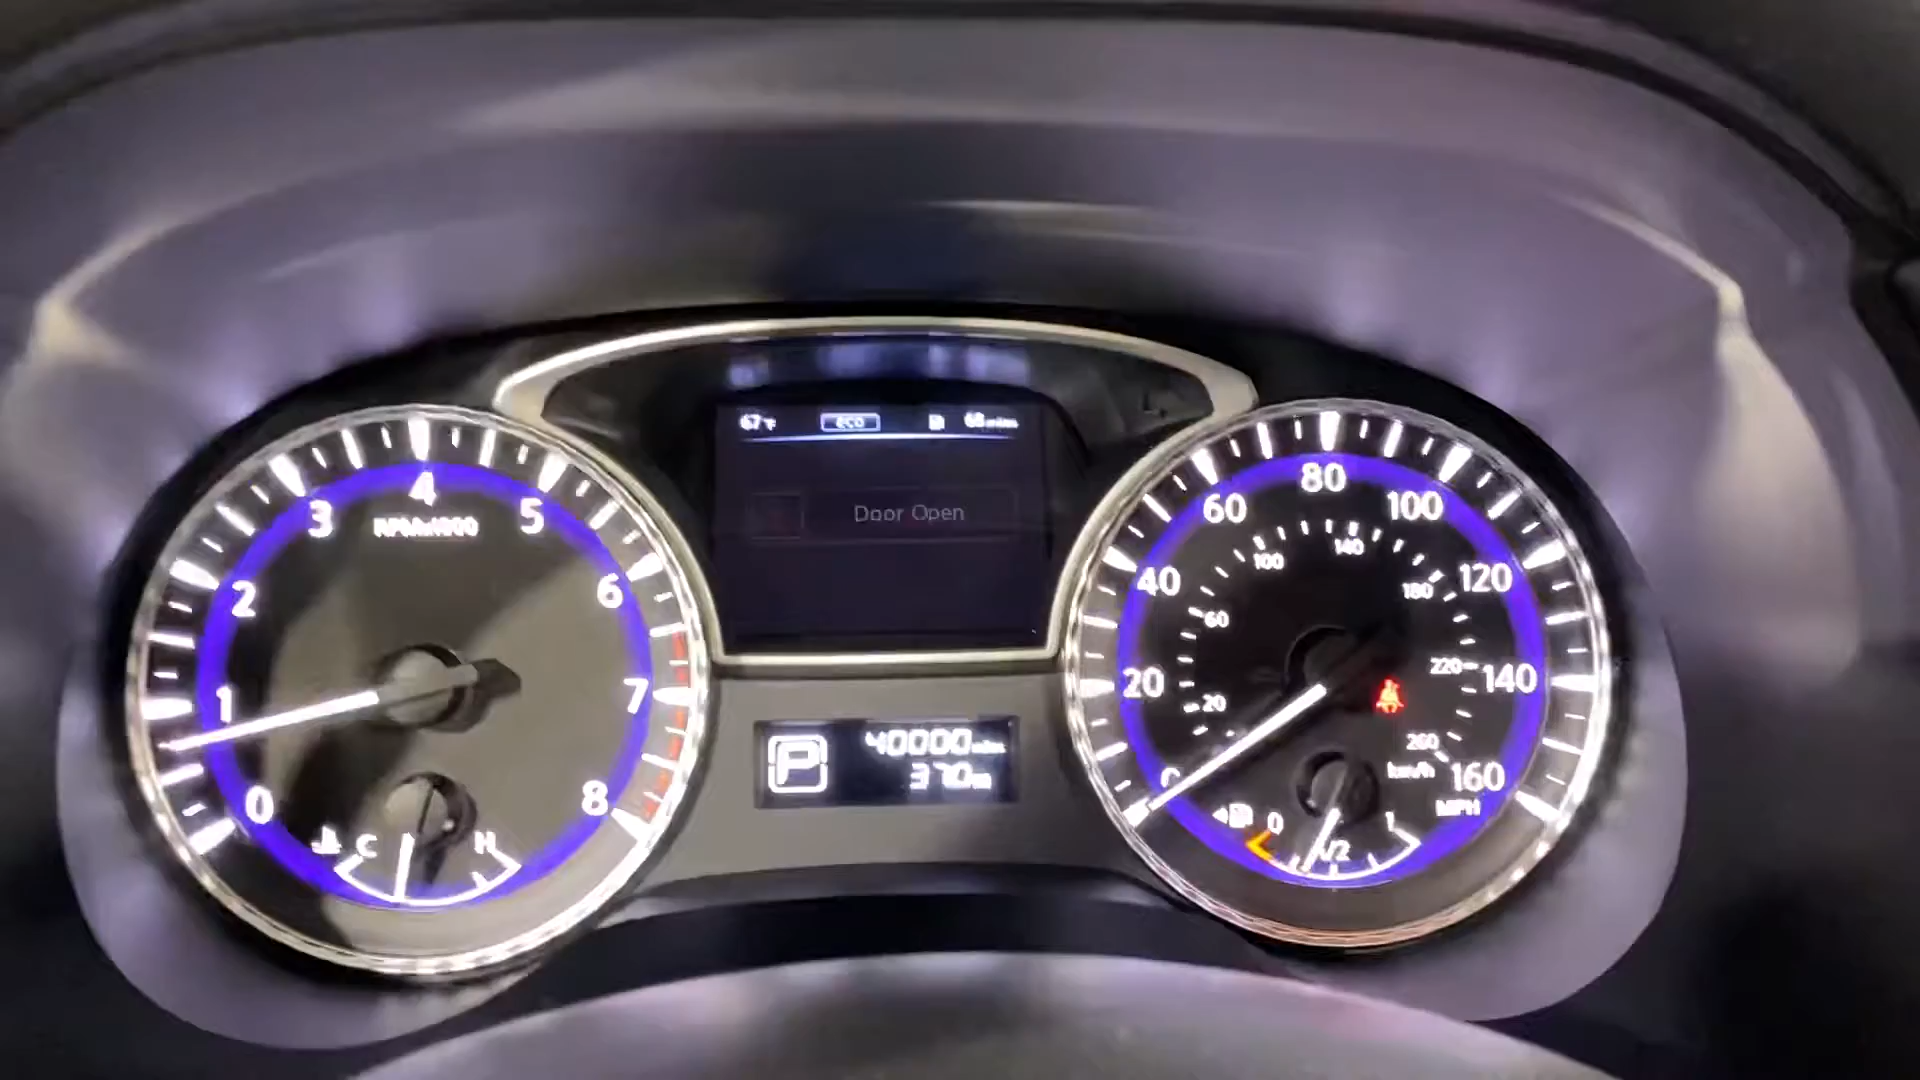 67°F ECO 68 miles
Door Open
0 1 2 3 4 5 6 7 8
RPMx1000
C H
P 40000 miles
370 m
0 20 40 60 80 100 120 140 160
MPH
20 60 100 140 180 220 260
km/h
0 1/2 1